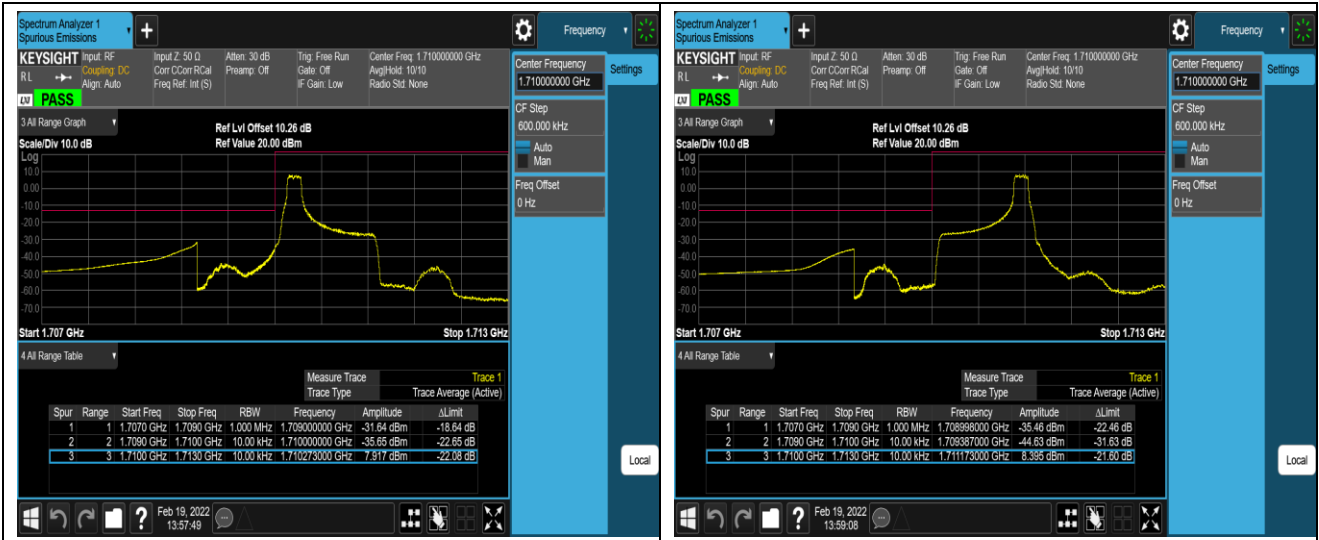 Spectrum Analyzer 1
Spurious Emissions
Frequency
KEYSIGHT Input: RF Input Z: 50 Ω Atten: 30 dB Trig: Free Run Center Freq: 1.710000000 GHz
RL Coupling: DC Corr CCorr RCal Preamp: Off Gate: Off Avg|Hold: 10/10
Align: Auto Freq Ref: Int (S) IF Gain: Low Radio Std: None
LXI PASS
Center Frequency
1.710000000 GHz
Settings
CF Step
600.000 kHz
Auto
Man
Freq Offset
0 Hz
3 All Range Graph
Ref Lvl Offset 10.26 dB
Scale/Div 10.0 dB Ref Value 20.00 dBm
Log
10.0
0.00
-10.0
-20.0
-30.0
-40.0
-50.0
-60.0
-70.0
Start 1.707 GHz Stop 1.713 GHz
4 All Range Table
Measure Trace Trace 1
Trace Type Trace Average (Active)
Spur Range Start Freq Stop Freq RBW Frequency Amplitude ΔLimit
1 1 1.7070 GHz 1.7090 GHz 1.000 MHz 1.709000000 GHz -31.64 dBm -18.64 dB
2 2 1.7090 GHz 1.7100 GHz 10.00 kHz 1.710000000 GHz -35.65 dBm -22.65 dB
3 3 1.7100 GHz 1.7130 GHz 10.00 kHz 1.710273000 GHz 7.917 dBm -22.08 dB
Local
?
Feb 19, 2022
13:57:49
Spectrum Analyzer 1
Spurious Emissions
Frequency
KEYSIGHT Input: RF Input Z: 50 Ω Atten: 30 dB Trig: Free Run Center Freq: 1.710000000 GHz
RL Coupling: DC Corr CCorr RCal Preamp: Off Gate: Off Avg|Hold: 10/10
Align: Auto Freq Ref: Int (S) IF Gain: Low Radio Std: None
LXI PASS
Center Frequency
1.710000000 GHz
Settings
CF Step
600.000 kHz
Auto
Man
Freq Offset
0 Hz
3 All Range Graph
Ref Lvl Offset 10.26 dB
Scale/Div 10.0 dB Ref Value 20.00 dBm
Log
10.0
0.00
-10.0
-20.0
-30.0
-40.0
-50.0
-60.0
-70.0
Start 1.707 GHz Stop 1.713 GHz
4 All Range Table
Measure Trace Trace 1
Trace Type Trace Average (Active)
Spur Range Start Freq Stop Freq RBW Frequency Amplitude ΔLimit
1 1 1.7070 GHz 1.7090 GHz 1.000 MHz 1.708998000 GHz -35.46 dBm -22.46 dB
2 2 1.7090 GHz 1.7100 GHz 10.00 kHz 1.709387000 GHz -44.63 dBm -31.63 dB
3 3 1.7100 GHz 1.7130 GHz 10.00 kHz 1.711173000 GHz 8.395 dBm -21.60 dB
Local
?
Feb 19, 2022
13:59:08